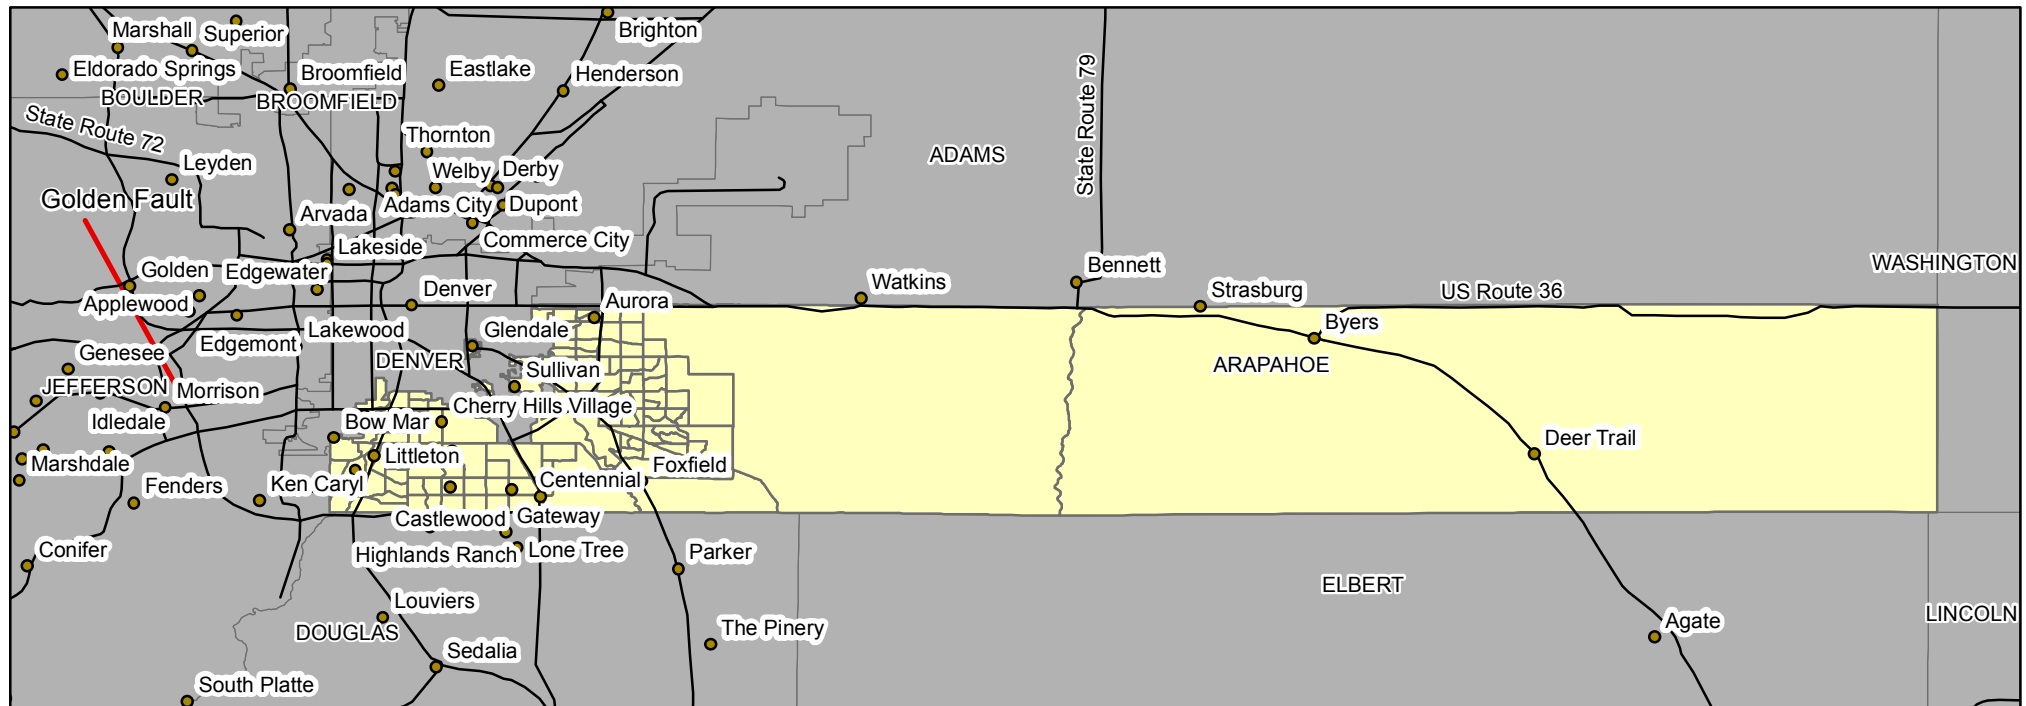 Marshall
Superior
Brighton
Eldorado Springs
Broomfield
Eastlake
Henderson
BOULDER
BROOMFIELD
State Route 72
Thornton
State Route 79
ADAMS
Leyden
Welby
Derby
Golden Fault
Arvada
Adams City
Dupont
Lakeside
Commerce City
Golden
Edgewater
Bennett
WASHINGTON
Applewood
Denver
Aurora
Watkins
Strasburg
US Route 36
Lakewood
Glendale
Byers
Genesee
Edgemont
DENVER
Sullivan
ARAPAHOE
JEFFERSON
Morrison
Idledale
Bow Mar
Cherry Hills Village
Deer Trail
Marshdale
Littleton
Foxfield
Fenders
Ken Caryl
Centennial
Castlewood
Gateway
Conifer
Highlands Ranch
Lone Tree
Parker
ELBERT
Louviers
DOUGLAS
The Pinery
Agate
LINCOLN
Sedalia
South Platte